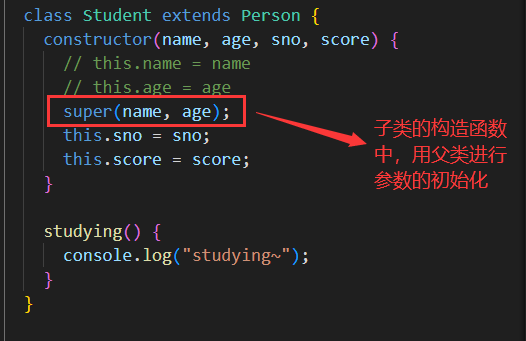 class Student extends Person {
constructor(name, age, sno, score) {
// this.name = name
// this.age = age
super(name, age);
this.sno = sno;
this.score = score;
}
子类的构造函数
中，用父类进行
参数的初始化
studying() {
console.log("studying~");
}
}